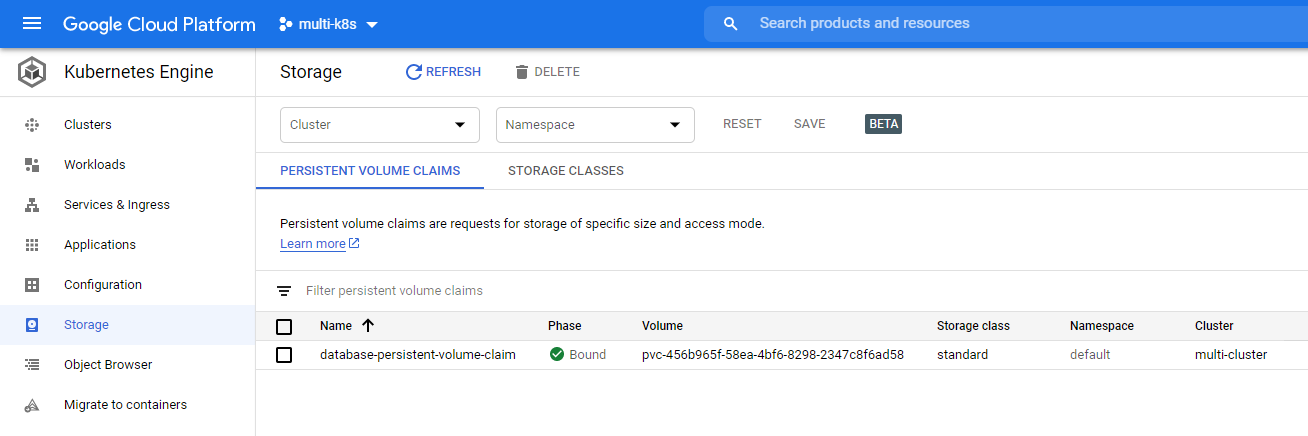 Google Cloud Platform multi-k8s Search products and resources
Kubernetes Engine Storage REFRESH DELETE
Clusters
Workloads
Services & Ingress
Applications
Configuration
Storage
Object Browser
Migrate to containers
Cluster Namespace RESET SAVE BETA
PERSISTENT VOLUME CLAIMS STORAGE CLASSES
Persistent volume claims are requests for storage of specific size and access mode.
Learn more
Filter persistent volume claims
Name Phase Volume Storage class Namespace Cluster
database-persistent-volume-claim Bound pvc-456b965f-58ea-4bf6-8298-2347c8f6ad58 standard default multi-cluster